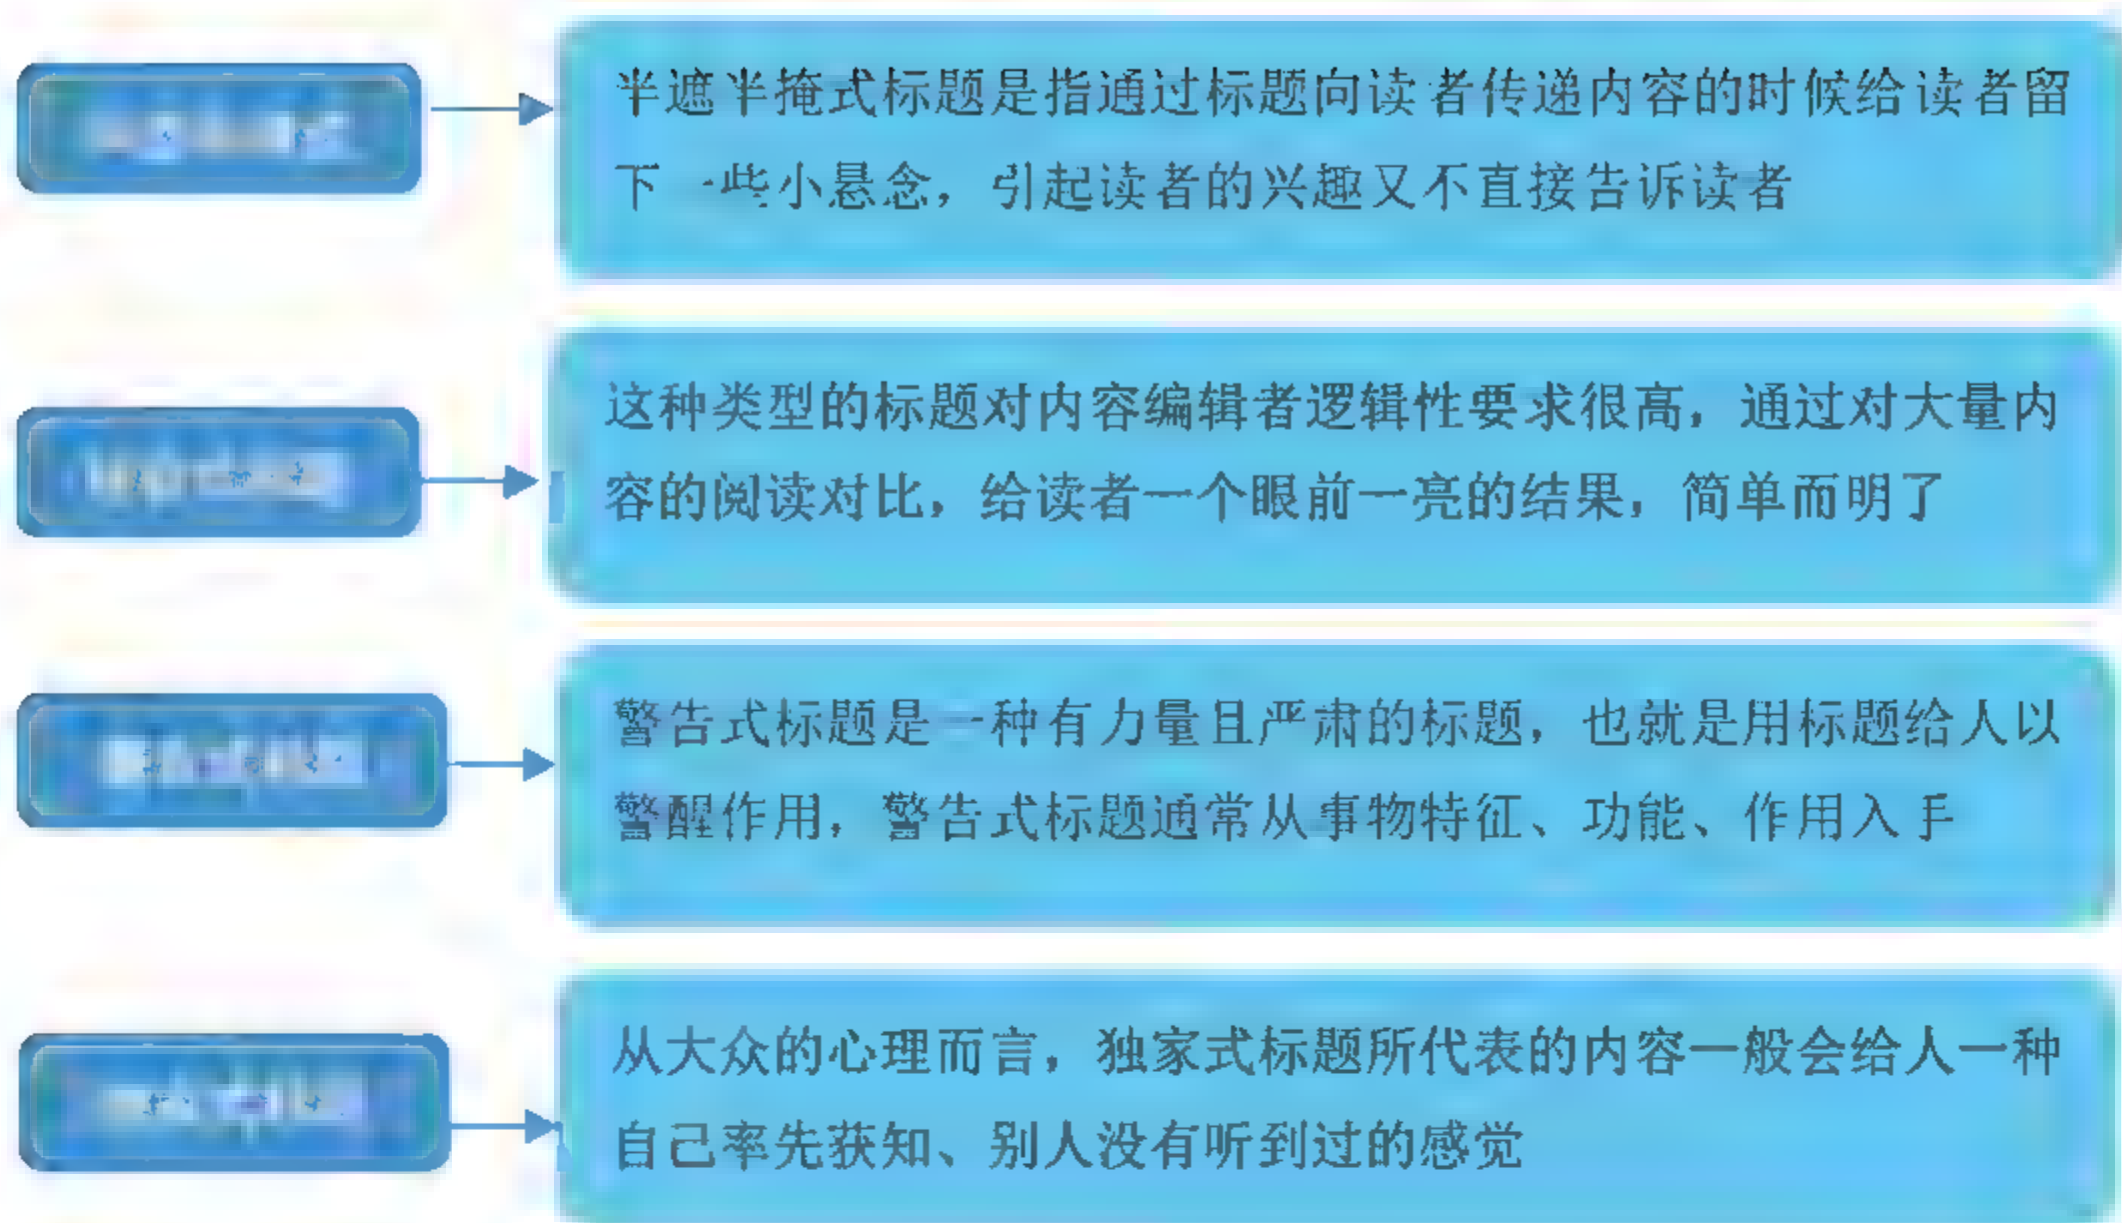 半遮半掩式标题是指通过标题向读者传递内容的时候给读者留
下一些小悬念，引起读者的兴趣又不直接告诉读者
这种类型的标题对内容编辑者逻辑性要求很高，通过对大量内
容的阅读对比，给读者一个眼前一亮的结果，简单而明了
警告式标题是一种有力量且严肃的标题，也就是用标题给人以
警醒作用，警告式标题通常从事物特征、功能、作用入手
从大众的心理而言，独家式标题所代表的内容一般会给人一种
自己率先获知、别人没有听到过的感觉